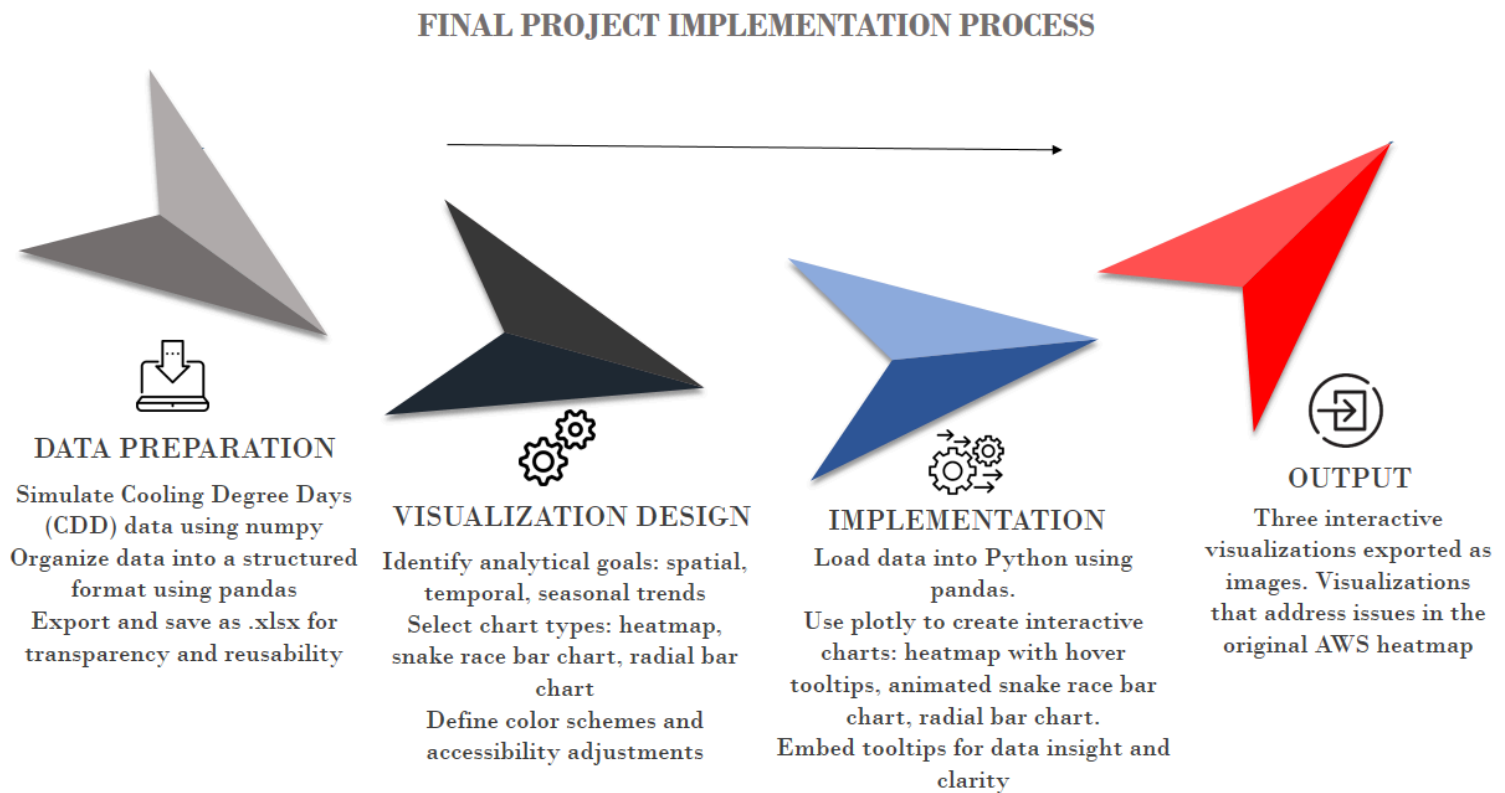 FINAL PROJECT IMPLEMENTATION PROCESS
DATA PREPARATION
Simulate Cooling Degree Days
(CDD) data using numpy
Organize data into a structured
format using pandas
Export and save as .xlsx for
transparency and reusability
VISUALIZATION DESIGN
Identify analytical goals: spatial,
temporal, seasonal trends
Select chart types: heatmap,
snake race bar chart, radial bar
chart
Define color schemes and
accessibility adjustments
IMPLEMENTATION
Load data into Python using
pandas.
Use plotly to create interactive
charts: heatmap with hover
tooltips, animated snake race bar
chart, radial bar chart.
Embed tooltips for data insight and
clarity
OUTPUT
Three interactive
visualizations exported as
images. Visualizations
that address issues in the
original AWS heatmap